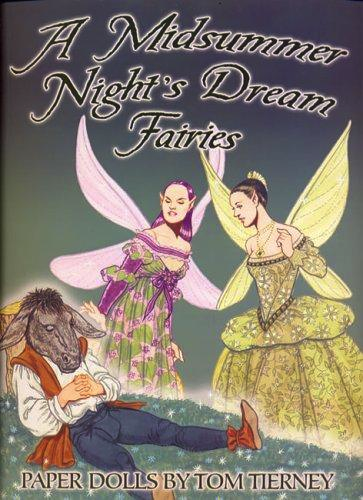 A Midsummer
Night's Dream
Fairies
PAPER DOLLS BY TOM TIERNEY